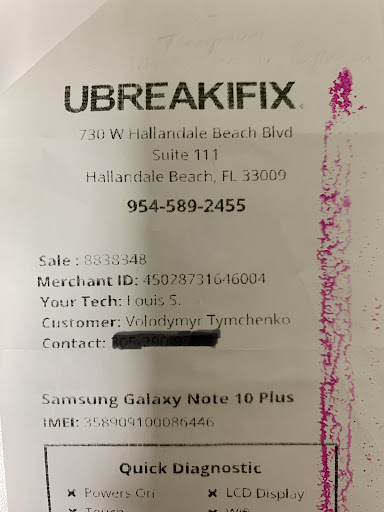 UBREAKIFIX
730 W Hallandale Beach Blvd
Suite 111
Hallandale Beach, FL 33009
954-589-2455
Sale : 8838348
Merchant ID: 45028731646004
Your Tech: Louis S.
Customer: Volodymyr Tymchenko
Contact:
Samsung Galaxy Note 10 Plus
IMEI: 358909100086446
Quick Diagnostic
✘ Powers On ✘ LCD Display
✘ Touch ✘ Wifi